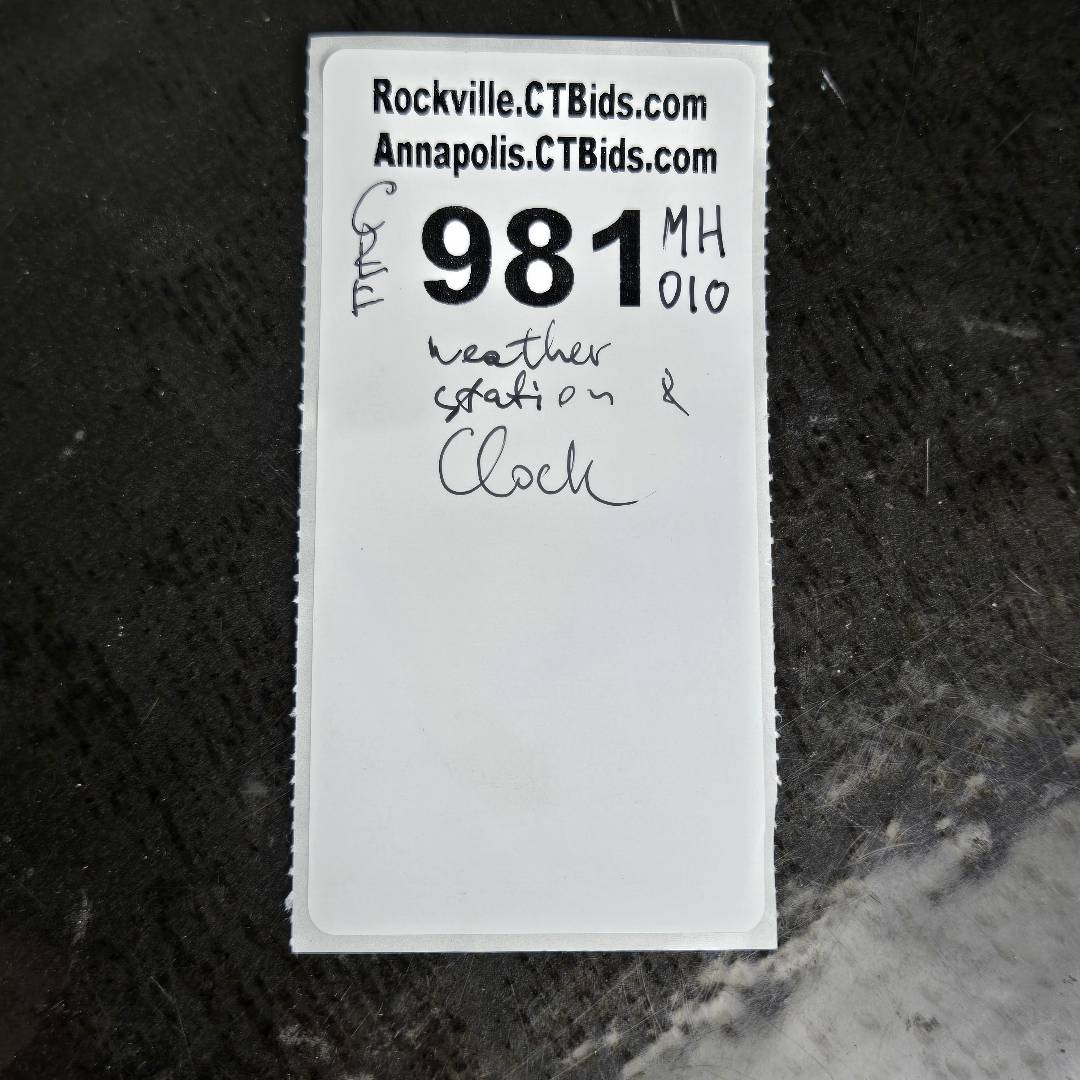 Rockville.CTBids.com
Annapolis.CTBids.com
981
MH
010
weather
station &
Clock